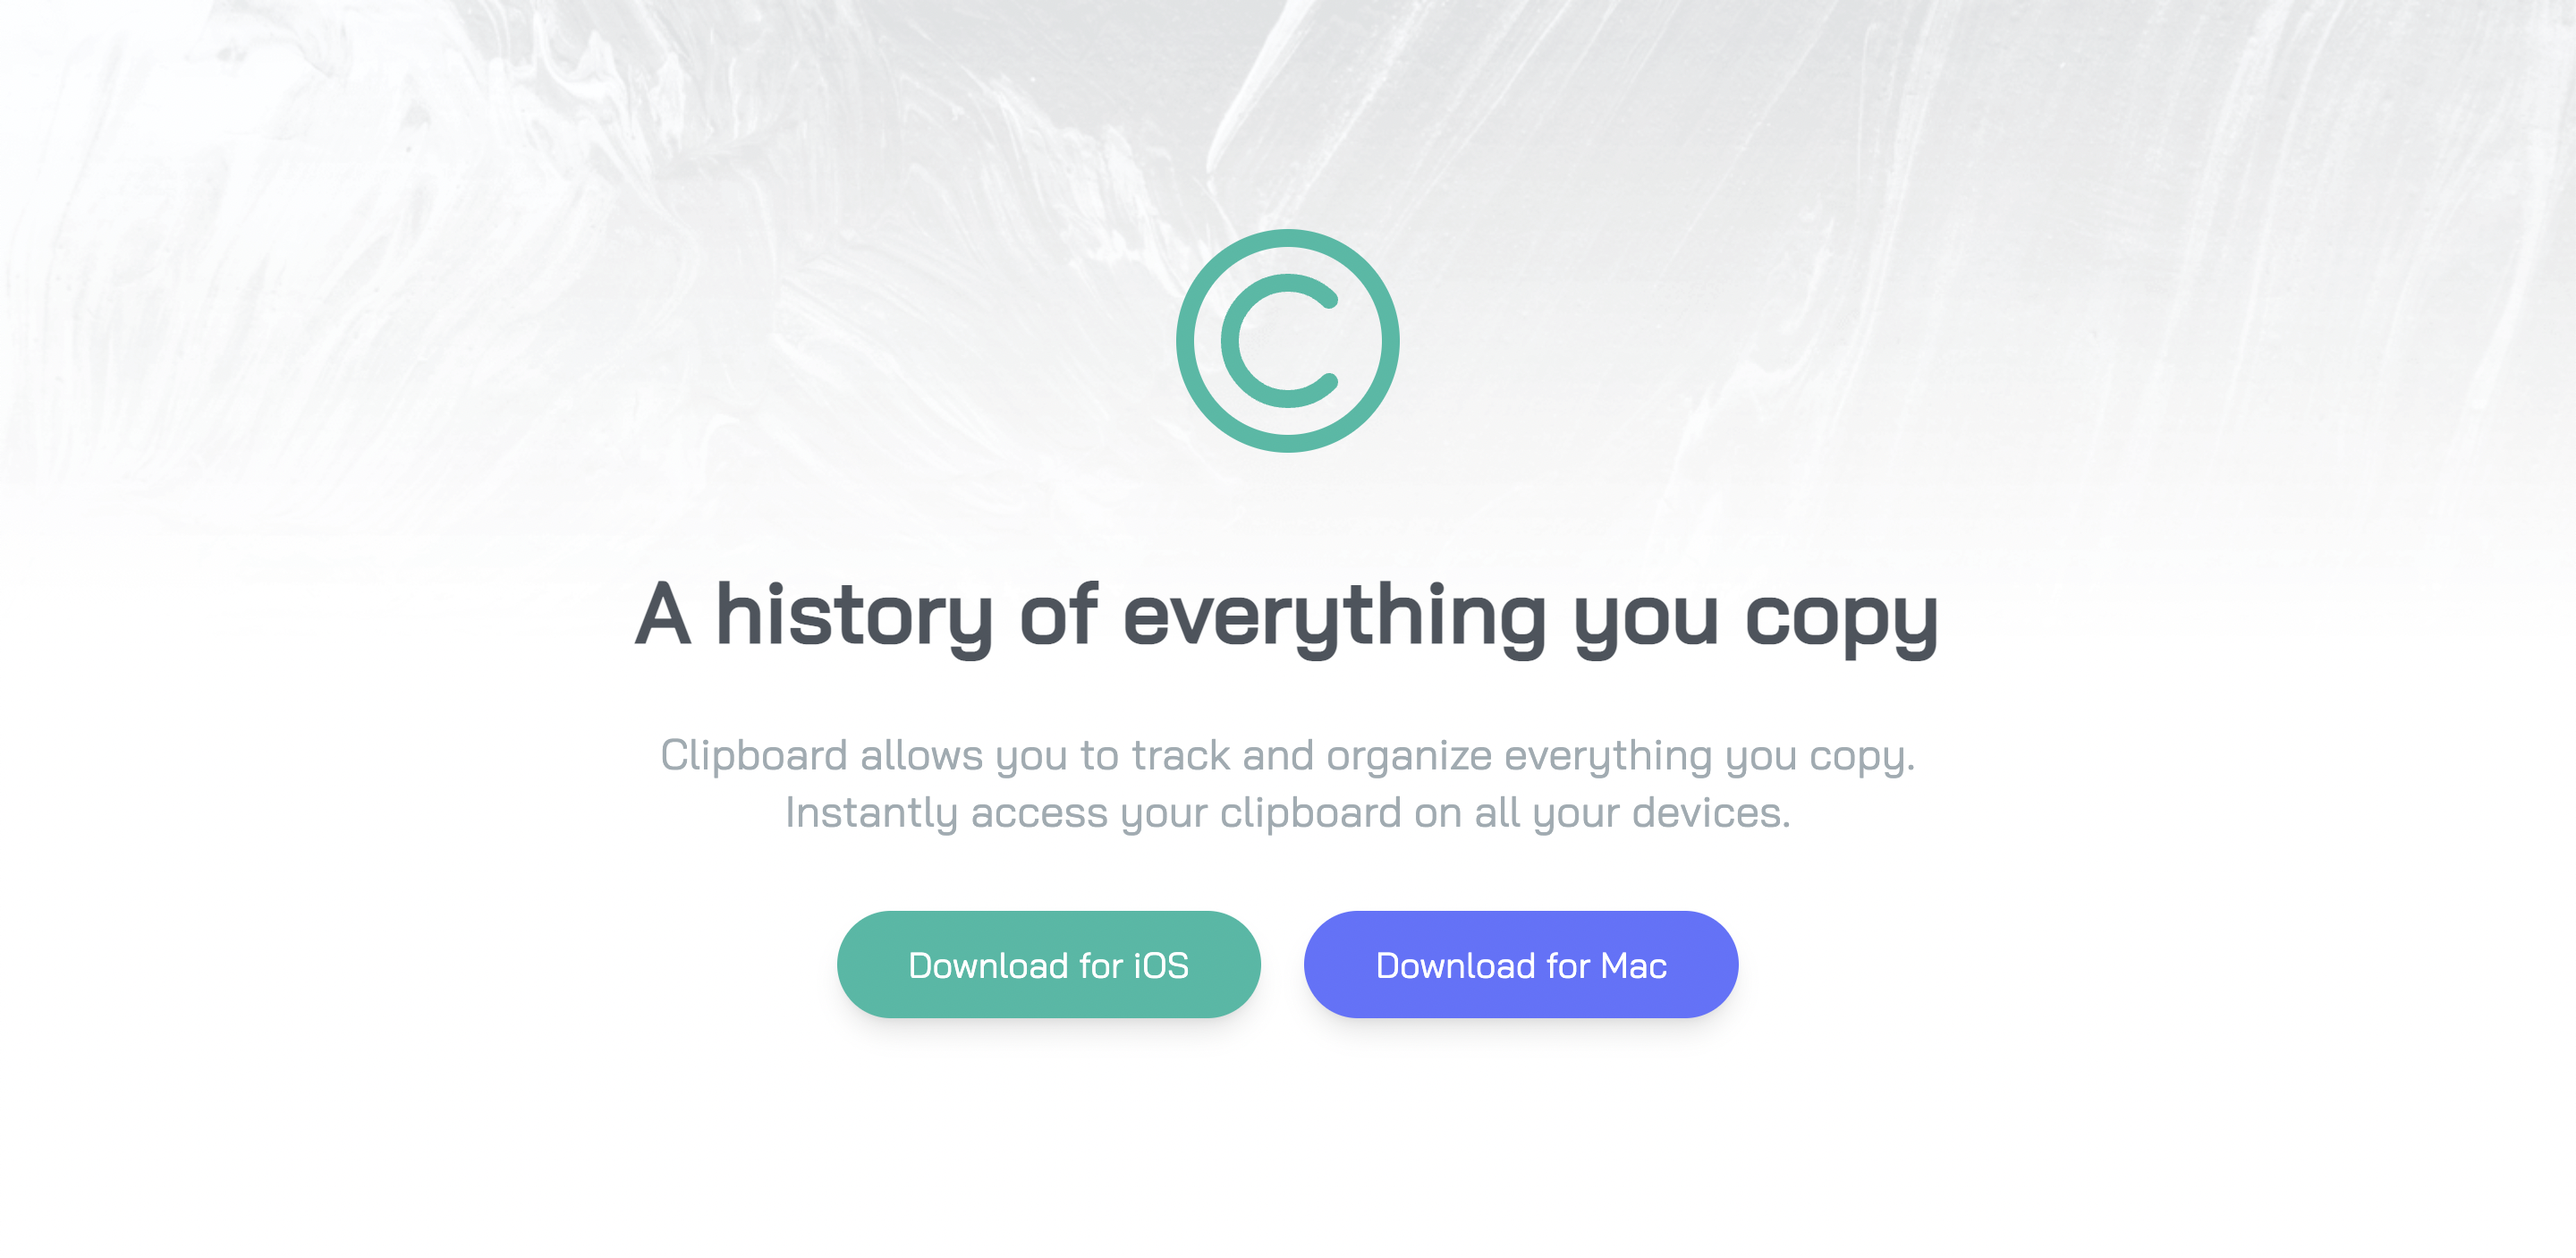 ©
A history of everything you copy
Clipboard allows you to track and organize everything you copy.
Instantly access your clipboard on all your devices.
Download for iOS
Download for Mac